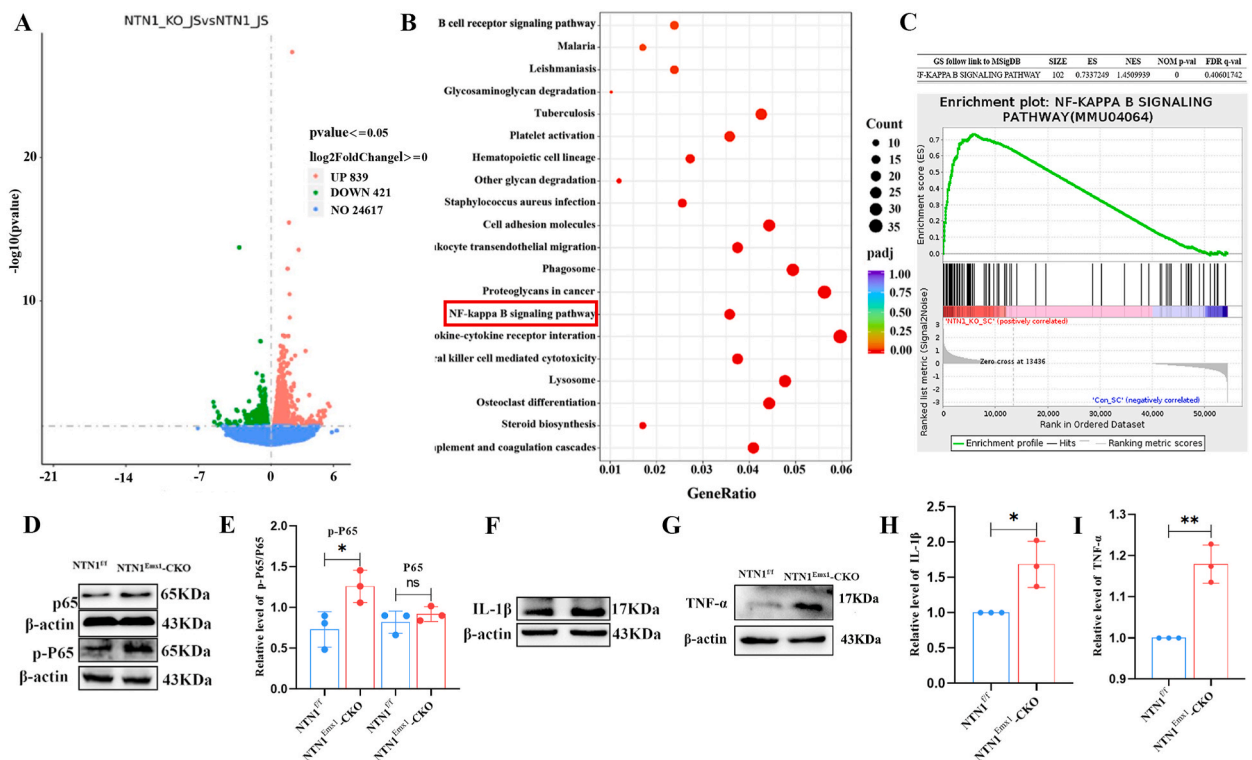 A
NTN1_KO_JSvsNTN1_JS
-log10(pvalue)
20
10
pvalue<=0.05
|log2FoldChange|>=0
UP 839
DOWN 421
NO 24617
-21 -14 -7 0 6
B
B cell receptor signaling pathway
Malaria
Leishmaniasis
Glycosaminoglycan degradation
Tuberculosis
Platelet activation
Hematopoietic cell lineage
Other glycan degradation
Staphylococcus aureus infection
Cell adhesion molecules
ukocyte transendothelial migration
Phagosome
Proteoglycans in cancer
NF-kappa B signaling pathway
okine-cytokine receptor interation
ral killer cell mediated cytotoxicity
Lysosome
Osteoclast differentiation
Steroid biosynthesis
plement and coagulation cascades
0.01 0.02 0.03 0.04 0.05 0.06
GeneRatio
Count
10
15
20
25
30
35
padj
1.00
0.75
0.50
0.25
0.00
C
GS follow link to MSigDB SIZE ES NES NOM p-val FDR q-val
F-KAPPA B SIGNALING PATHWAY 102 0.7337249 1.4509939 0 0.40601742
Enrichment plot: NF-KAPPA B SIGNALING
PATHWAY(MMU04064)
Enrichment score (ES)
0.7
0.6
0.5
0.4
0.3
0.2
0.1
0.0
'NTN1_KO_SC' (positively correlated)
Ranked list metric (Signal2Noise)
3
2
1
0
-1
-2
-3
Zero cross at 13436
'Con_SC' (negatively correlated)
0 10,000 20,000 30,000 40,000 50,000
Rank in Ordered Dataset
Enrichment profile Hits Ranking metric scores
D
NTN1f/f NTN1Emx1-CKO
p65 65KDa
β-actin 43KDa
p-P65 65KDa
β-actin 43KDa
E
Relative level of p-P65/P65
2.0
1.5
1.0
0.5
0.0
p-P65
*
P65
ns
NTN1f/f
NTN1Emx1-CKO
NTN1f/f
NTN1Emx1-CKO
F
IL-1β 17KDa
β-actin 43KDa
G
NTN1f/f NTN1Emx1-CKO
TNF-α 17KDa
β-actin 43KDa
H
Relative level of IL-1β
2.5
2.0
1.5
1.0
0.5
0.0
*
NTN1f/f
NTN1Emx1-CKO
I
Relative level of TNF-α
1.3
1.2
1.1
1.0
0.9
**
NTN1f/f
NTN1Emx1-CKO